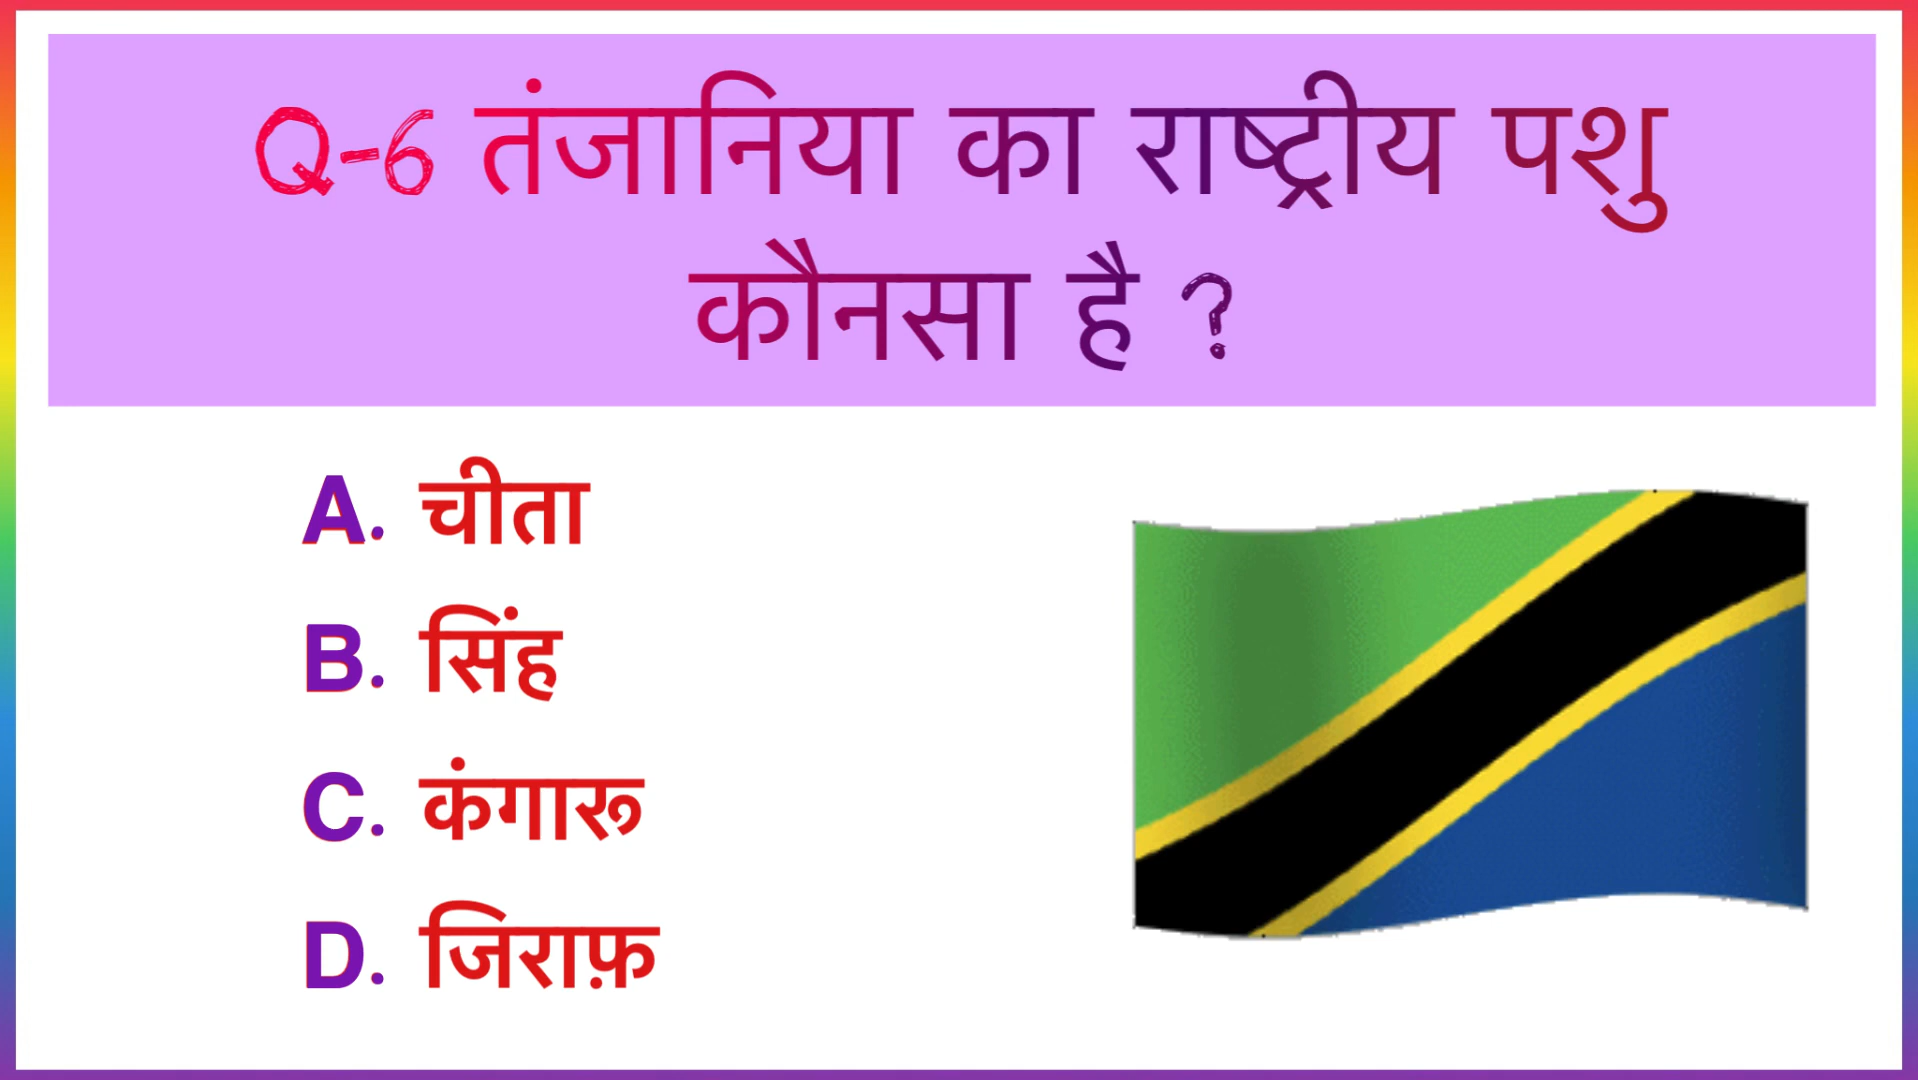 Q-6 तंजानिया का राष्ट्रीय पशु
कौनसा है ?
A. चीता
B. सिंह
C. कंगारू
D. जिराफ़